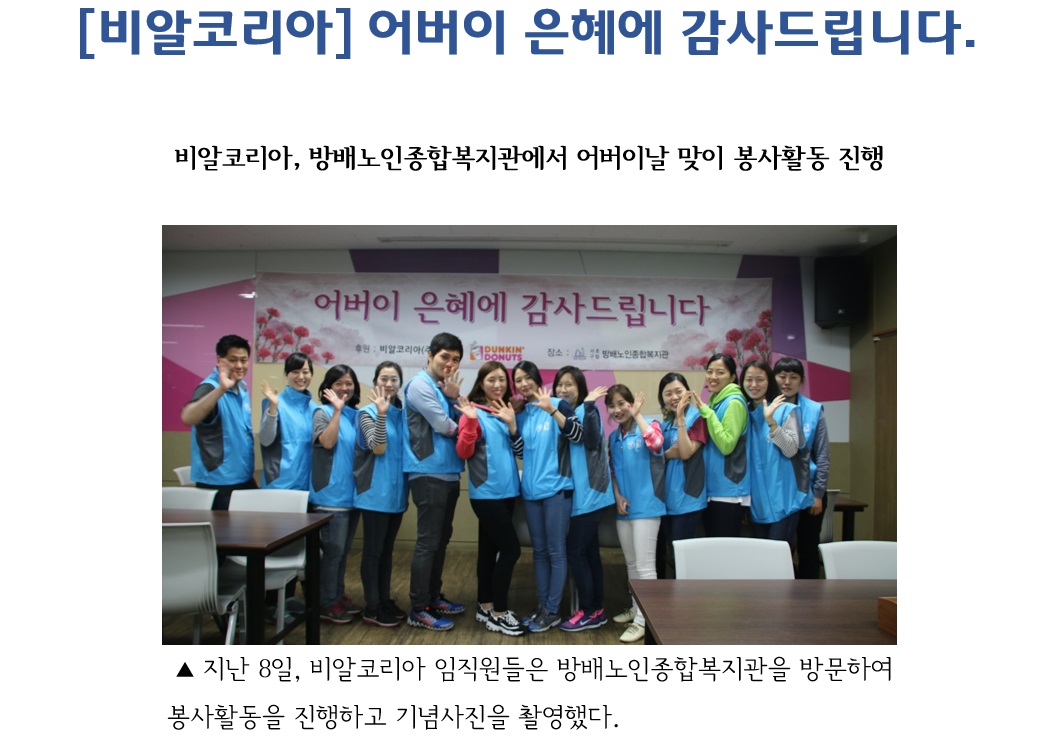 [비알코리아] 어버이 은혜에 감사드립니다.
비알코리아, 방배노인종합복지관에서 어버이날 맞이 봉사활동 진행
어버이 은혜에 감사드립니다
후원 : 비알코리아(주
DUNKIN'
DONUTS
장소 :
방배노인종합복지관
▲ 지난 8일, 비알코리아 임직원들은 방배노인종합복지관을 방문하여
봉사활동을 진행하고 기념사진을 촬영했다.